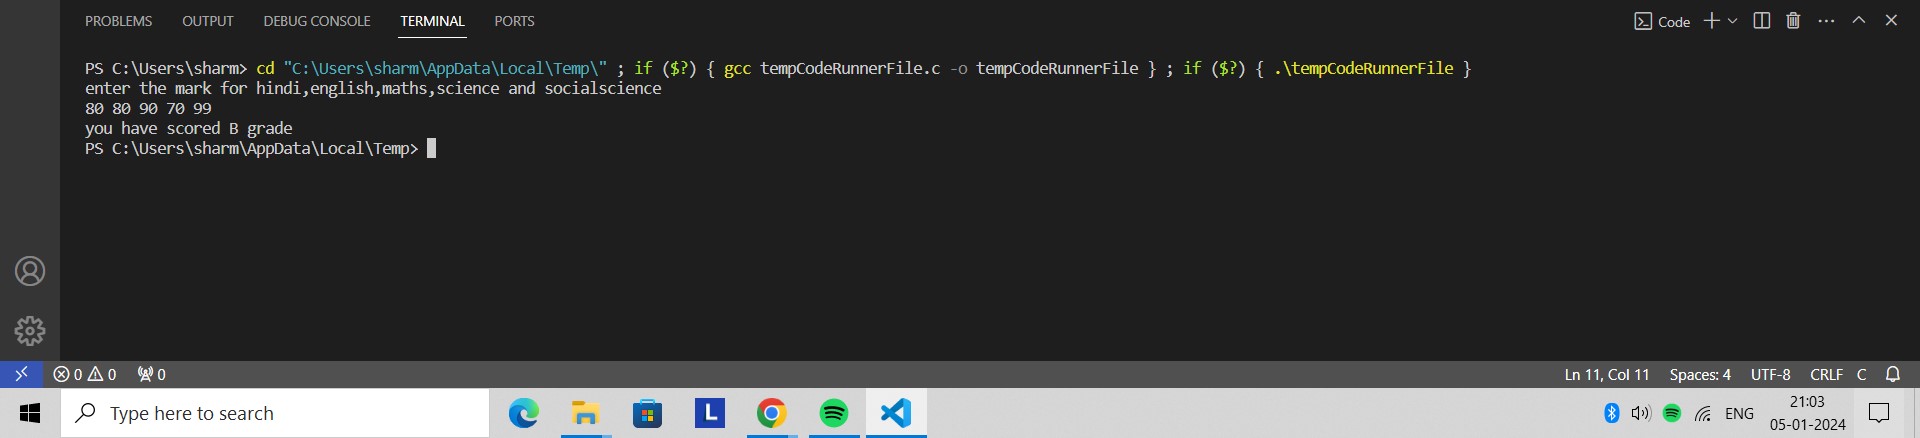 PROBLEMS OUTPUT DEBUG CONSOLE TERMINAL PORTS Code
PS C:\Users\sharm> cd "C:\Users\sharm\AppData\Local\Temp\" ; if ($?) { gcc tempCodeRunnerFile.c -o tempCodeRunnerFile } ; if ($?) { .\tempCodeRunnerFile }
enter the mark for hindi,english,maths,science and socialscience
80 80 90 70 99
you have scored B grade
PS C:\Users\sharm\AppData\Local\Temp>
0 0 0 Ln 11, Col 11 Spaces: 4 UTF-8 CRLF C
Type here to search L ENG 21:03
05-01-2024